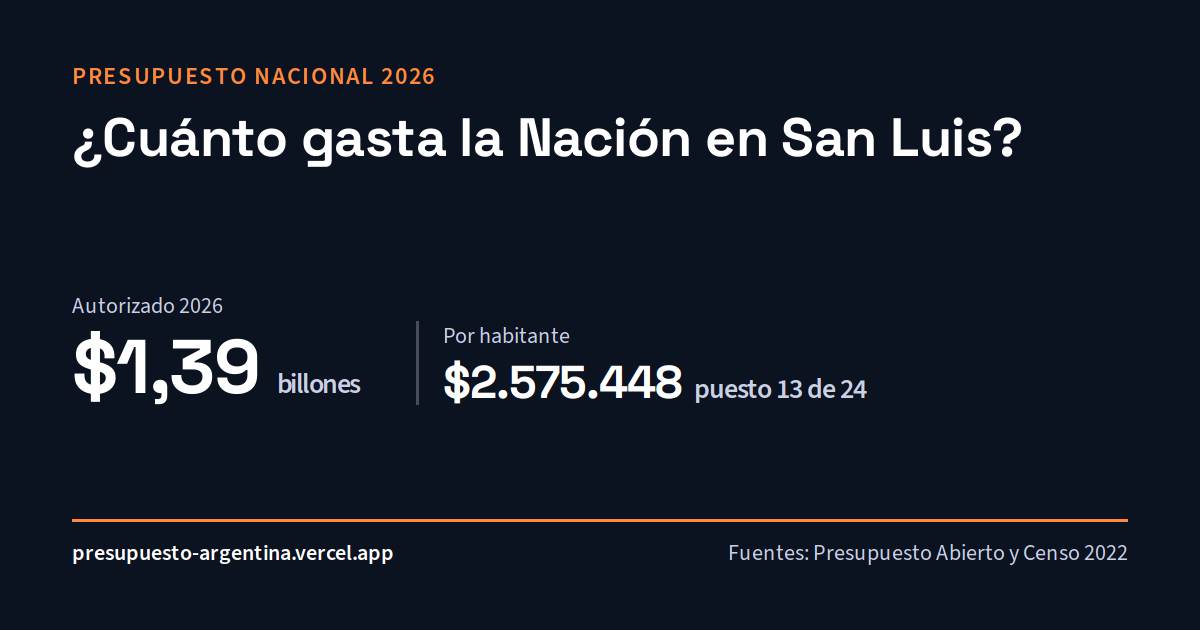 PRESUPUESTO NACIONAL 2026
¿Cuánto gasta la Nación en San Luis?
Autorizado 2026
$1,39 billones
Por habitante
$2.575.448 puesto 13 de 24
presupuesto-argentina.vercel.app
Fuentes: Presupuesto Abierto y Censo 2022